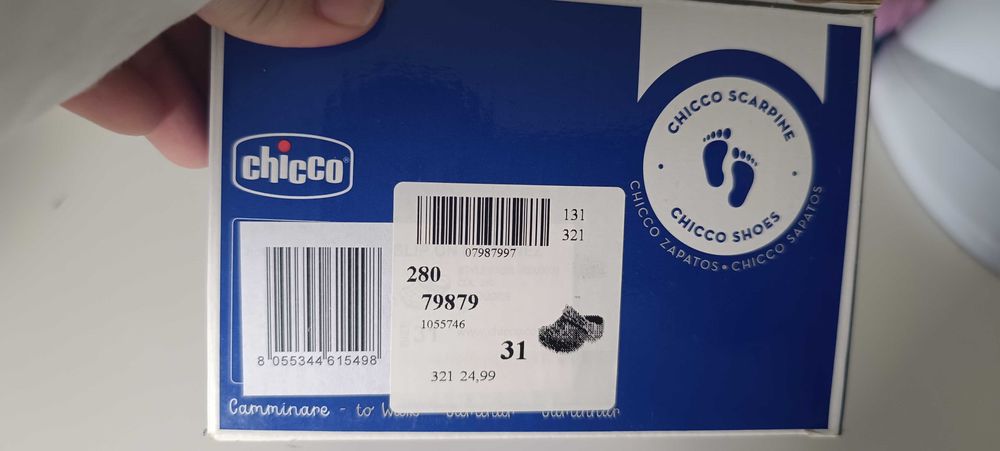 chicco
CHICCO SCARPINE
CHICCO SHOES
CHICCO ZAPATOS • CHICCO SAPATOS
131
321
07987997
280
79879
1055746
31
321 24,99
8 055344 615498
Camminare - to Walk